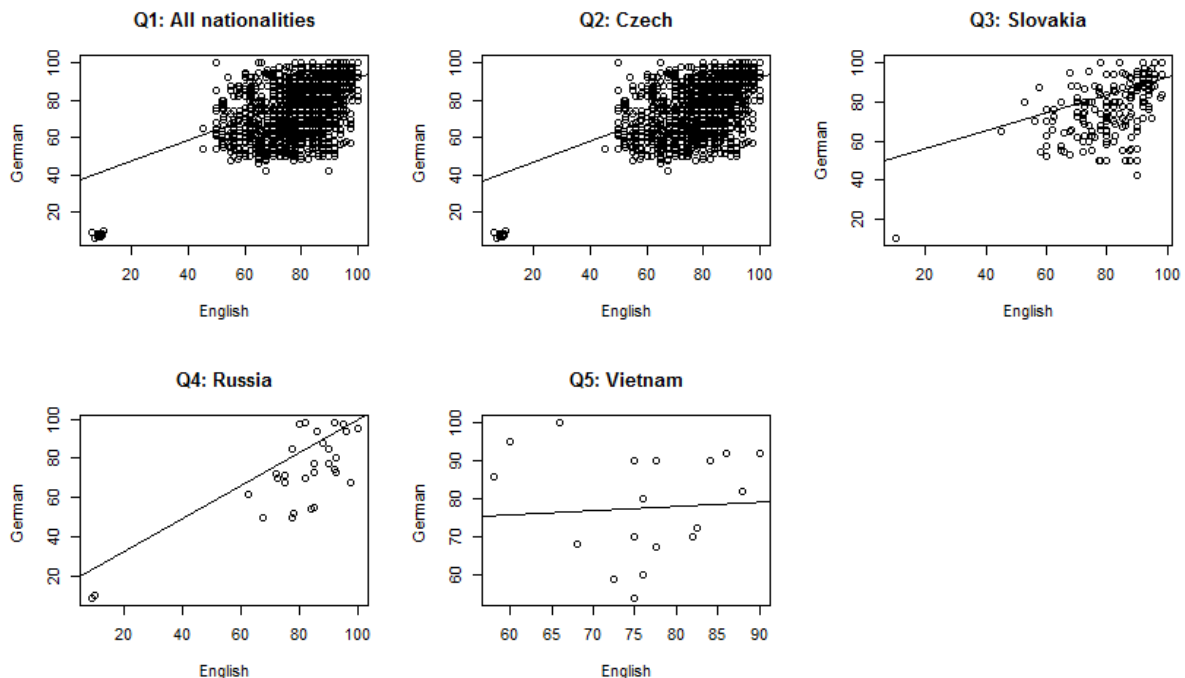 Q1: All nationalities
German
100
80
60
40
20
20 40 60 80 100
English
Q2: Czech
German
100
80
60
40
20
20 40 60 80 100
English
Q3: Slovakia
German
100
80
60
40
20
20 40 60 80 100
English
Q4: Russia
German
100
80
60
40
20
20 40 60 80 100
English
Q5: Vietnam
German
100
90
80
70
60
60 65 70 75 80 85 90
English